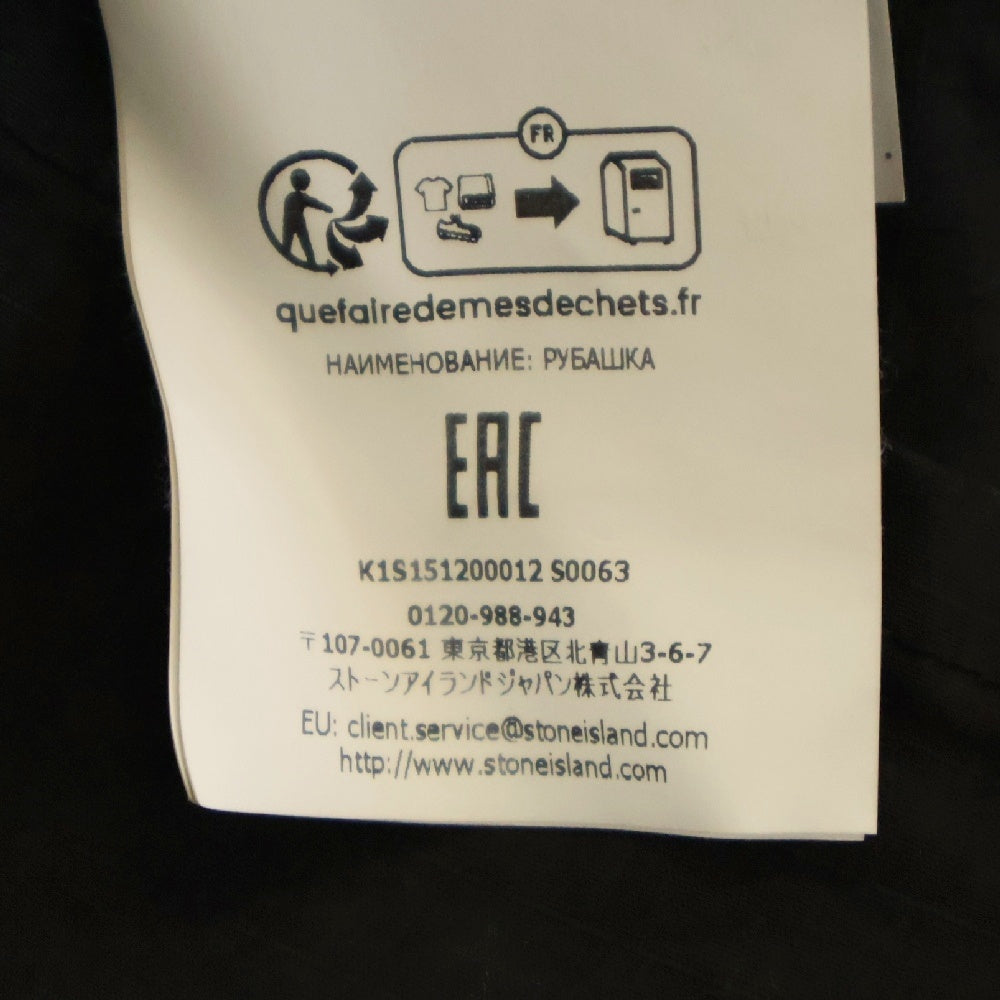 FR
quefairedemesdechets.fr
НАИМЕНОВАНИЕ: РУБАШКА
EAC
K1S151200012 S0063
0120-988-943
〒107-0061 東京都港区北青山3-6-7
ストーンアイランドジャパン株式会社
EU: client.service@stoneisland.com
http://www.stoneisland.com